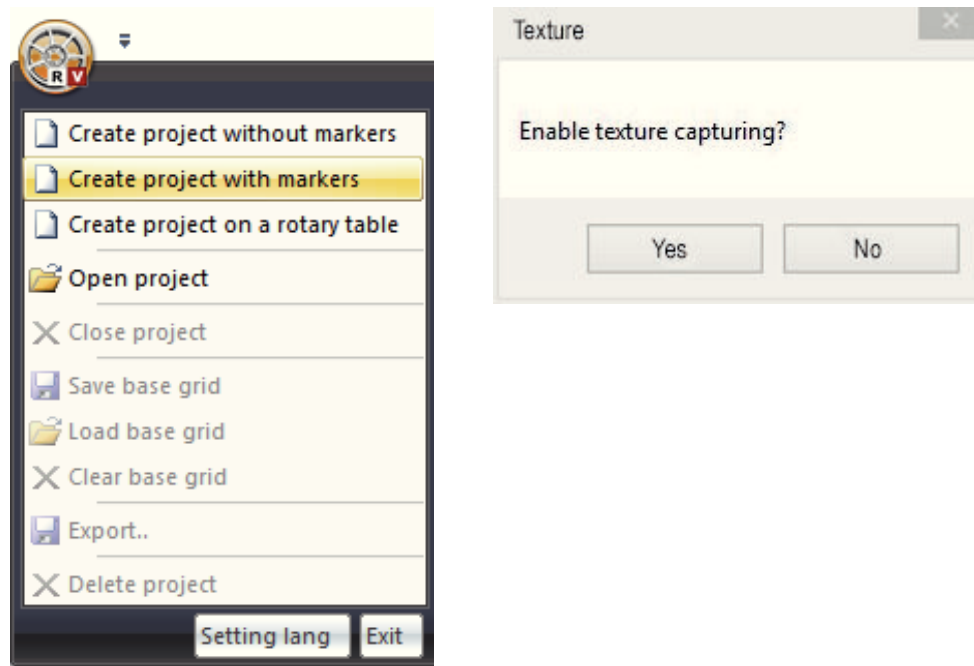 R V
Create project without markers
Create project with markers
Create project on a rotary table
Open project
Close project
Save base grid
Load base grid
Clear base grid
Export..
Delete project
Setting lang
Exit
Texture
Enable texture capturing?
Yes
No